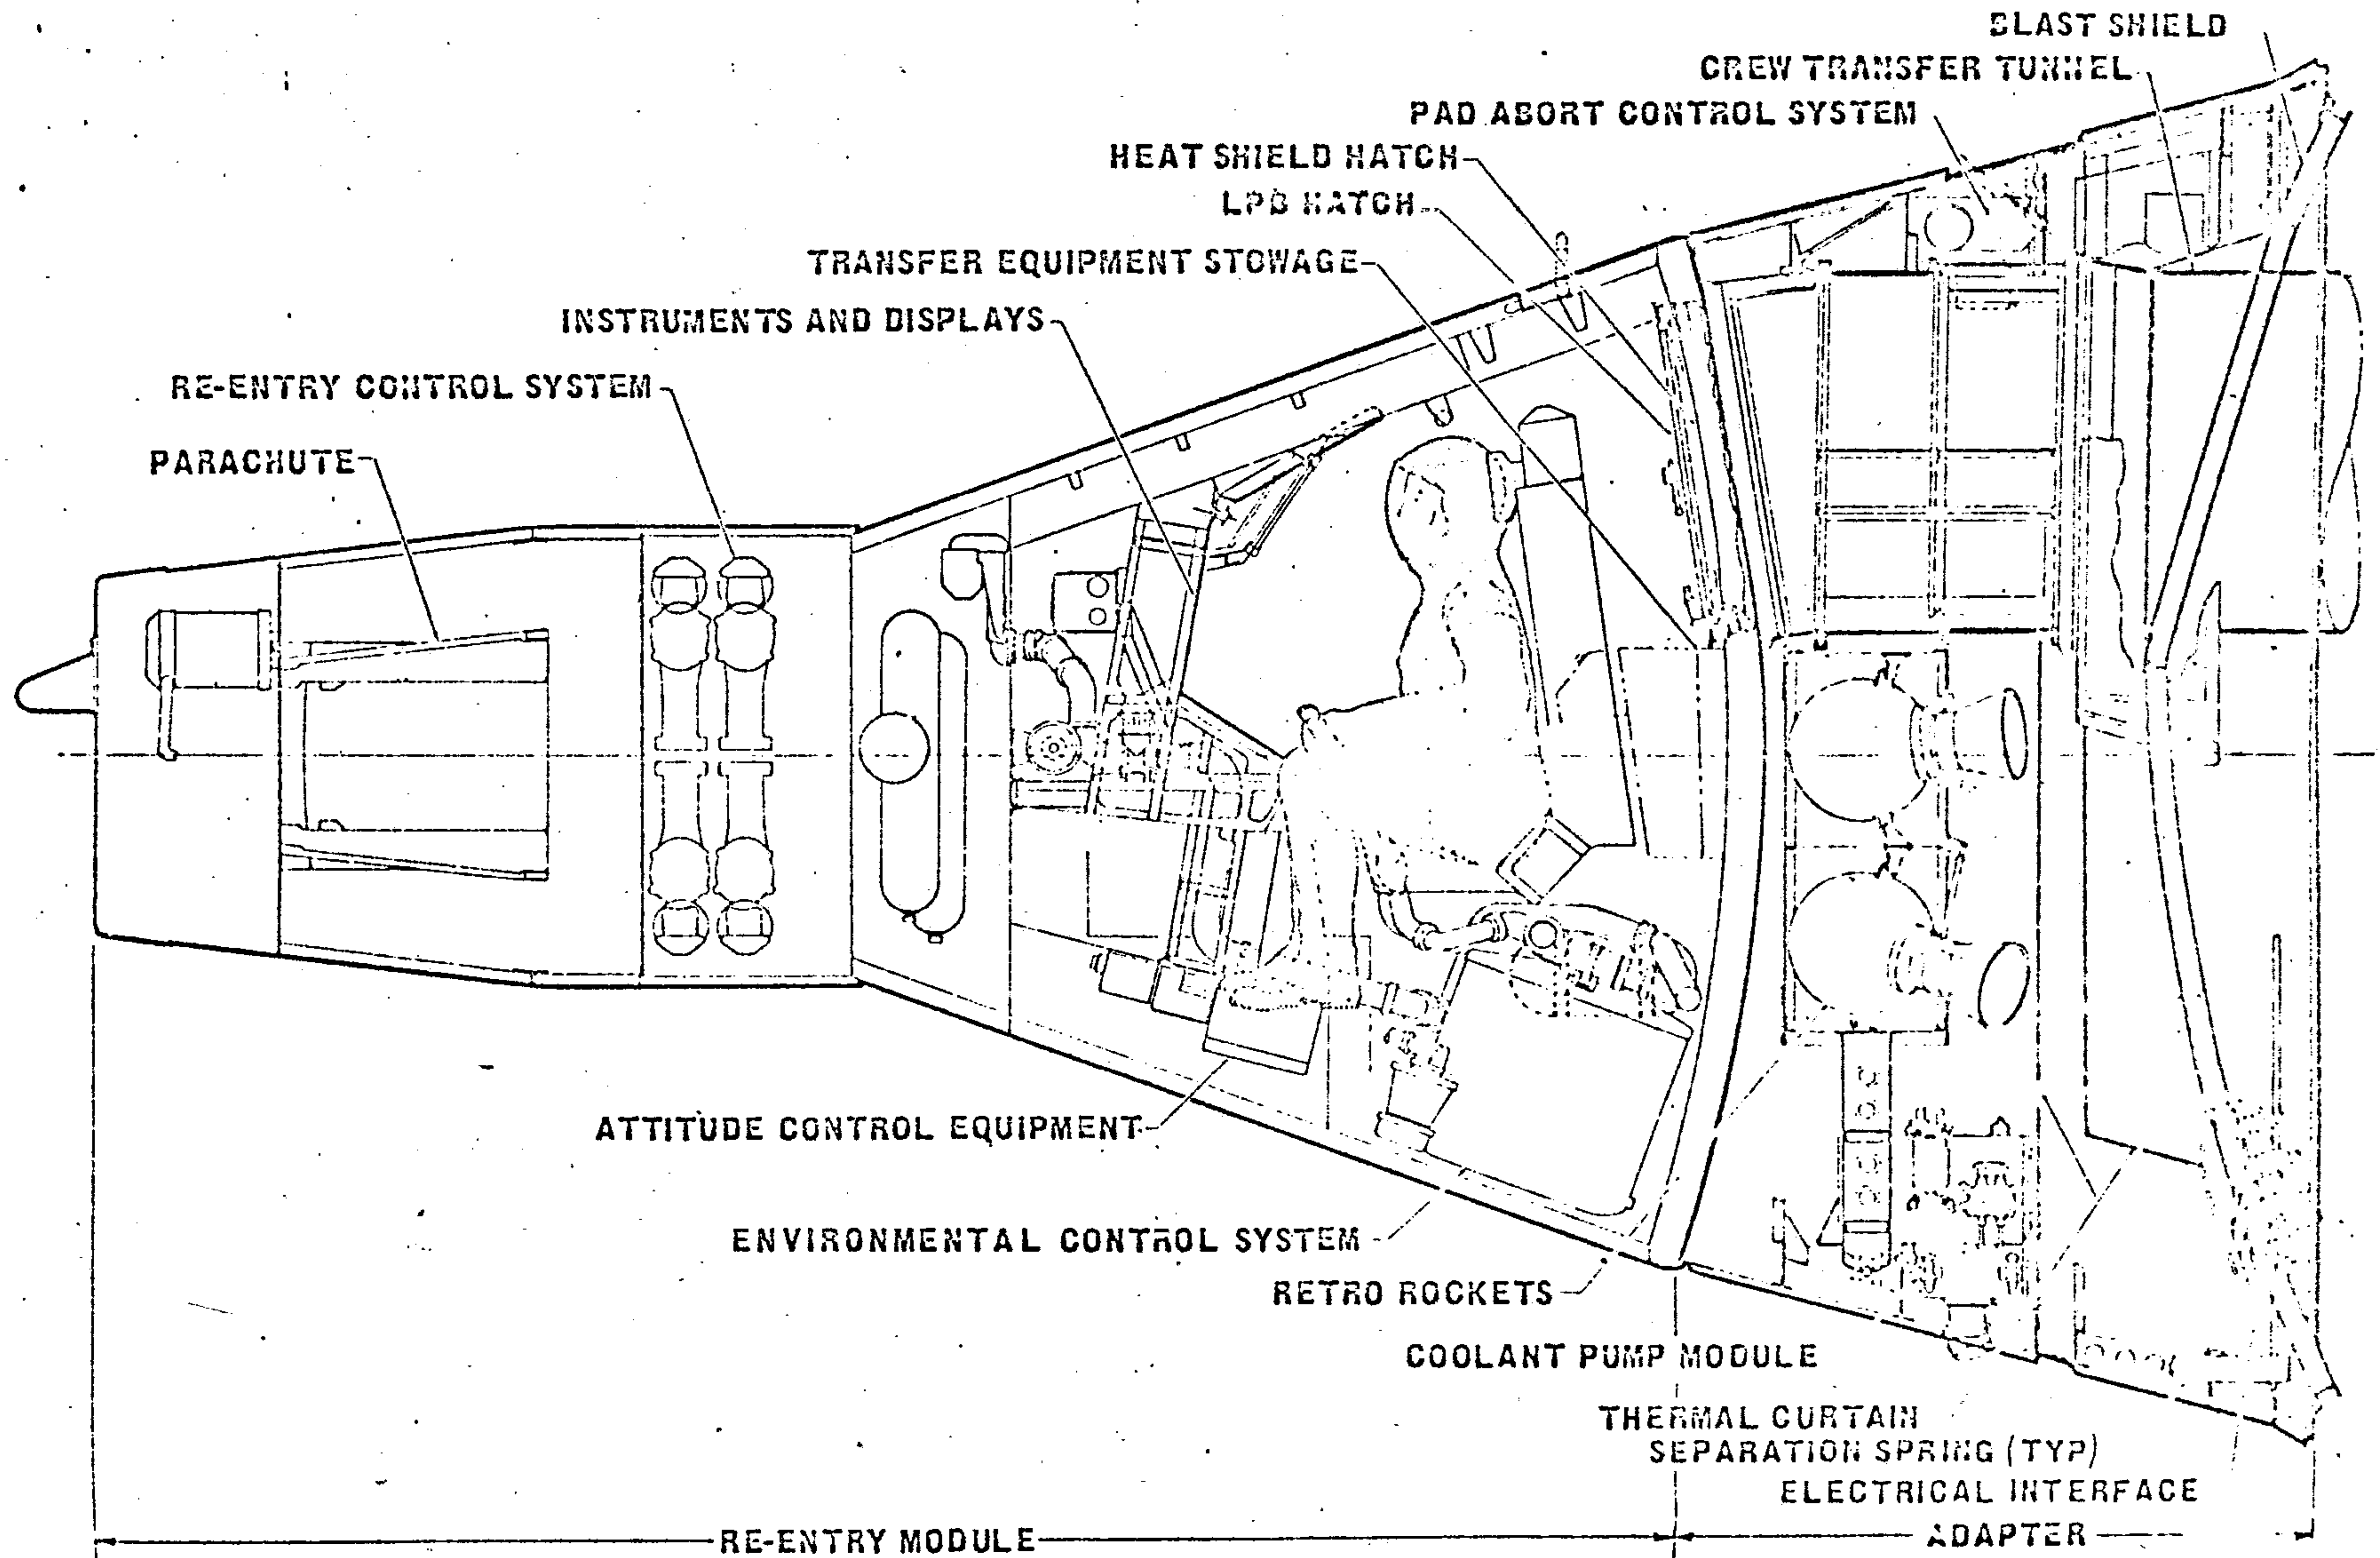 BLAST SHIELD
CREW TRANSFER TUNNEL
PAD ABORT CONTROL SYSTEM
HEAT SHIELD HATCH
LPB HATCH
TRANSFER EQUIPMENT STOWAGE
INSTRUMENTS AND DISPLAYS
RE-ENTRY CONTROL SYSTEM
PARACHUTE
ATTITUDE CONTROL EQUIPMENT
ENVIRONMENTAL CONTROL SYSTEM
RETRO ROCKETS
COOLANT PUMP MODULE
THERMAL CURTAIN
SEPARATION SPRING (TYP)
ELECTRICAL INTERFACE
RE-ENTRY MODULE
ADAPTER